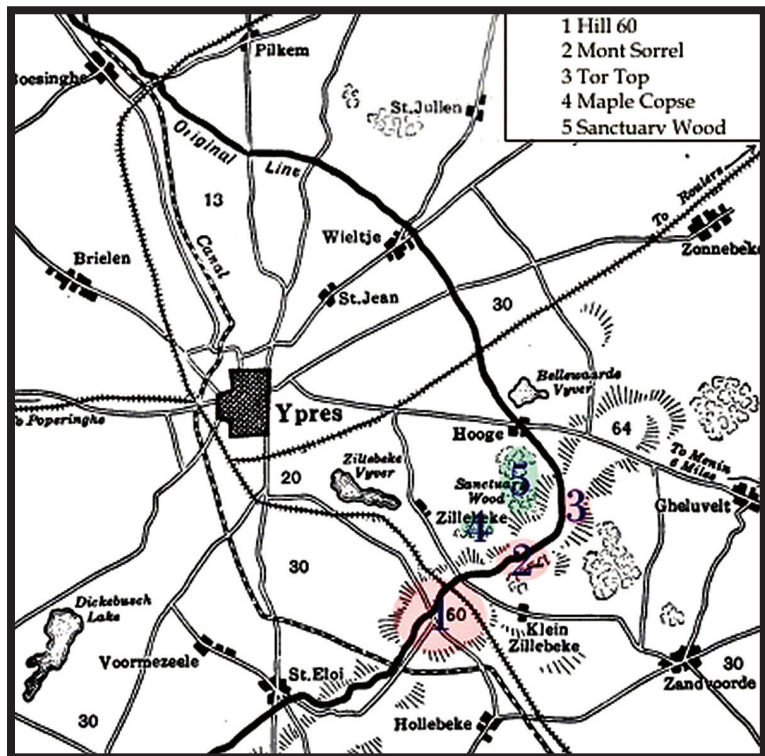 1 Hill 60
2 Mont Sorrel
3 Tor Top
4 Maple Copse
5 Sanctuary Wood
Pilkem
Boesinghe
St. Julien
Original Line
To Roulers
13
Canal
Wieltje
Zonnebeke
Brielen
St. Jean
30
Bellewaarde
Vyver
Ypres
To Poperinghe
Hooge
64
To Menin
6 Miles
Zillebeke
Vyver
20
5
Sanctuary
Wood
3
Gheluvelt
Zillebeke
4
2
30
1
60
Dickebusch
Lake
Klein
Zillebeke
Voormezeele
St. Eloi
30
Zandvoorde
30
Hollebeke